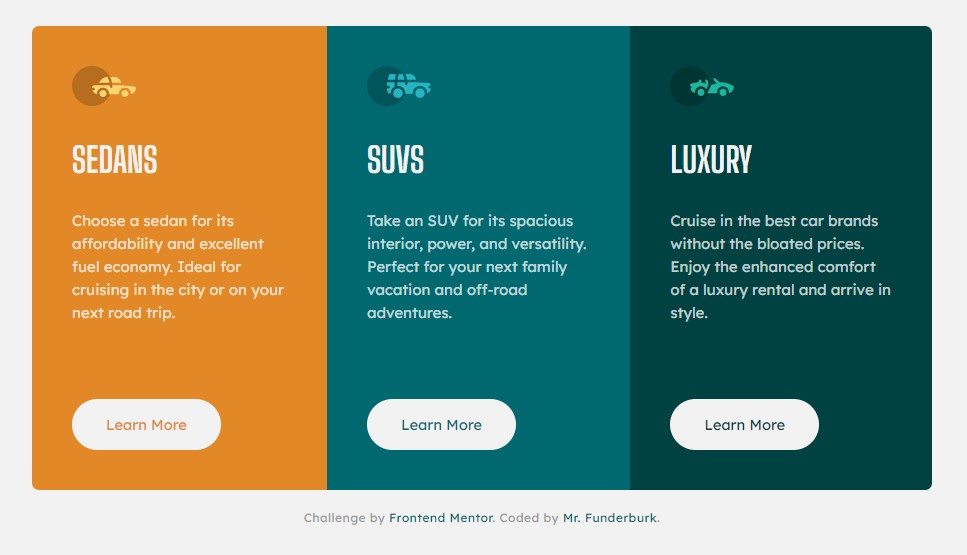 SEDANS
Choose a sedan for its
affordability and excellent
fuel economy. Ideal for
cruising in the city or on your
next road trip.
Learn More
SUVS
Take an SUV for its spacious
interior, power, and versatility.
Perfect for your next family
vacation and off-road
adventures.
Learn More
LUXURY
Cruise in the best car brands
without the bloated prices.
Enjoy the enhanced comfort
of a luxury rental and arrive in
style.
Learn More
Challenge by Frontend Mentor. Coded by Mr. Funderburk.